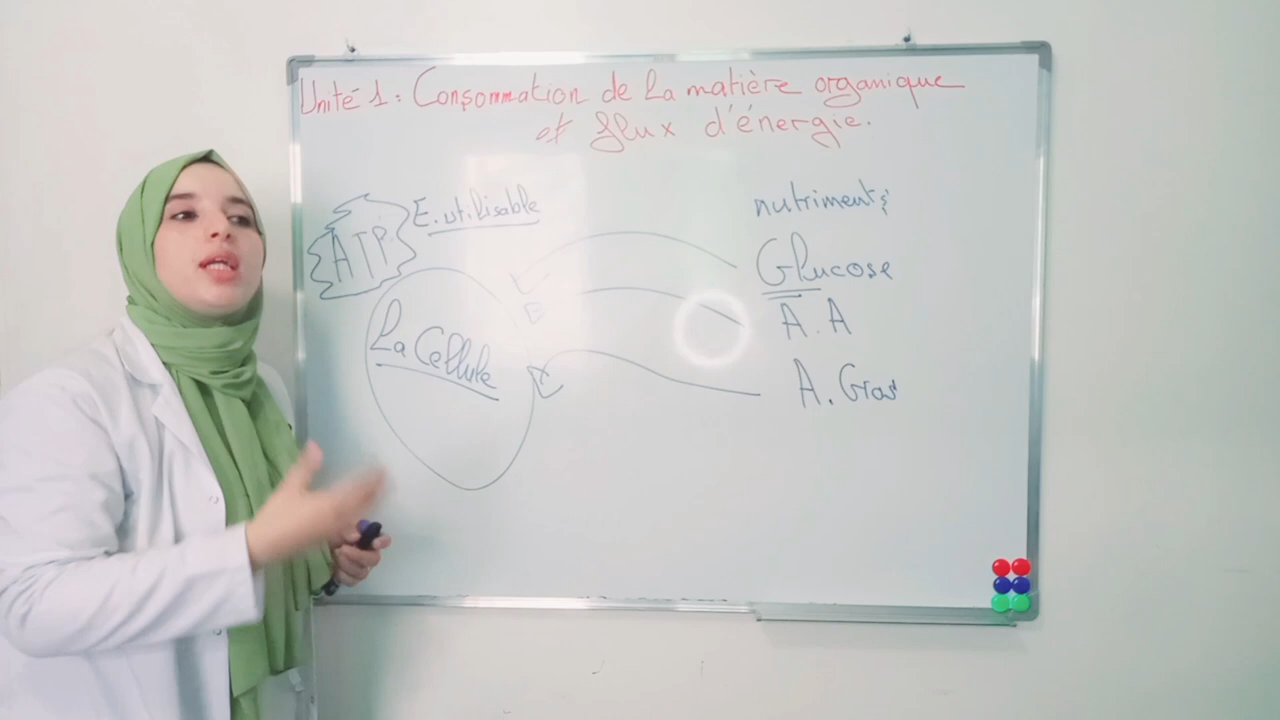 Unité 1 : Consommation de la matière organique
et flux d'énergie.
ATP
E. utilisable
nutriments
Glucose
A. A
A. Gras
La Cellule